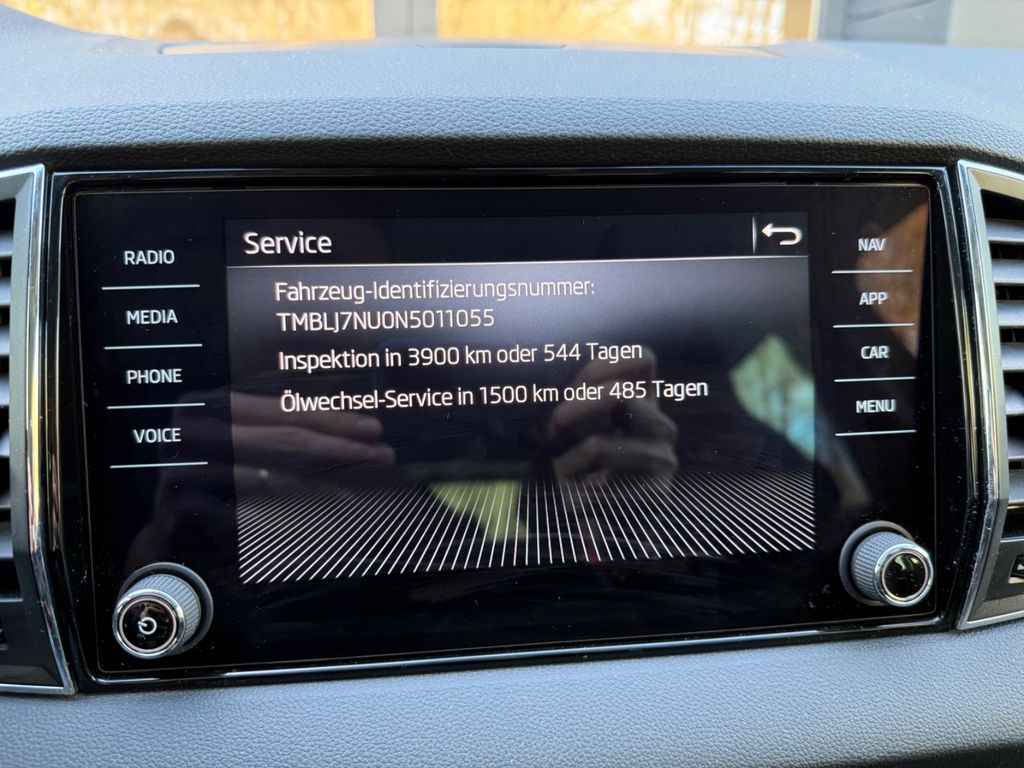 Service
Fahrzeug-Identifizierungsnummer:
TMBLJ7NU0N5011055
Inspektion in 3900 km oder 544 Tagen
Ölwechsel-Service in 1500 km oder 485 Tagen
RADIO
MEDIA
PHONE
VOICE
NAV
APP
CAR
MENU